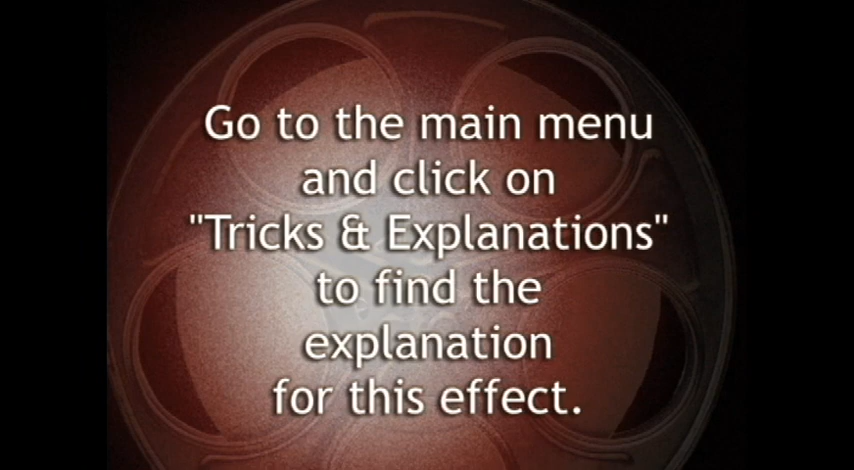 Go to the main menu
and click on
"Tricks & Explanations"
to find the
explanation
for this effect.